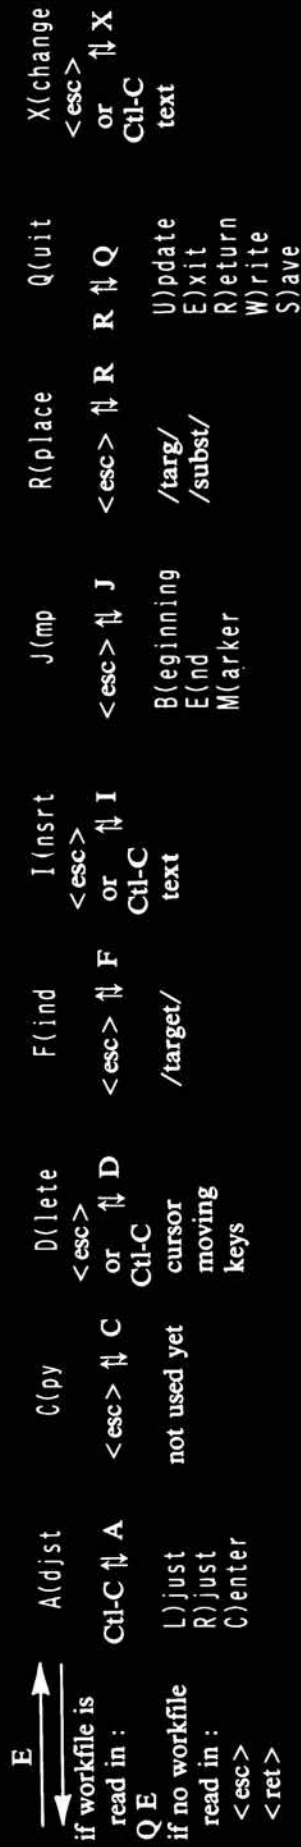 E
if workfile is
read in :
Q E
if no workfile
read in :
<esc>
<ret>
A(djst
Ctl-C ⇅ A
L)just
R)just
C)enter
C(py
<esc> ⇅ C
not used yet
D(lete
<esc>
or ⇅ D
Ctl-C
cursor
moving
keys
F(ind
<esc> ⇅ F
/target/
I(nsrt
<esc>
or ⇅ I
Ctl-C
text
J(mp
<esc> ⇅ J
B(eginning
E(nd
M(arker
R(place
<esc> ⇅ R
/targ/
/subst/
Q(uit
R ⇅ Q
U)pdate
E)xit
R)eturn
W)rite
S)ave
X(change
<esc>
or ⇅ X
Ctl-C
text